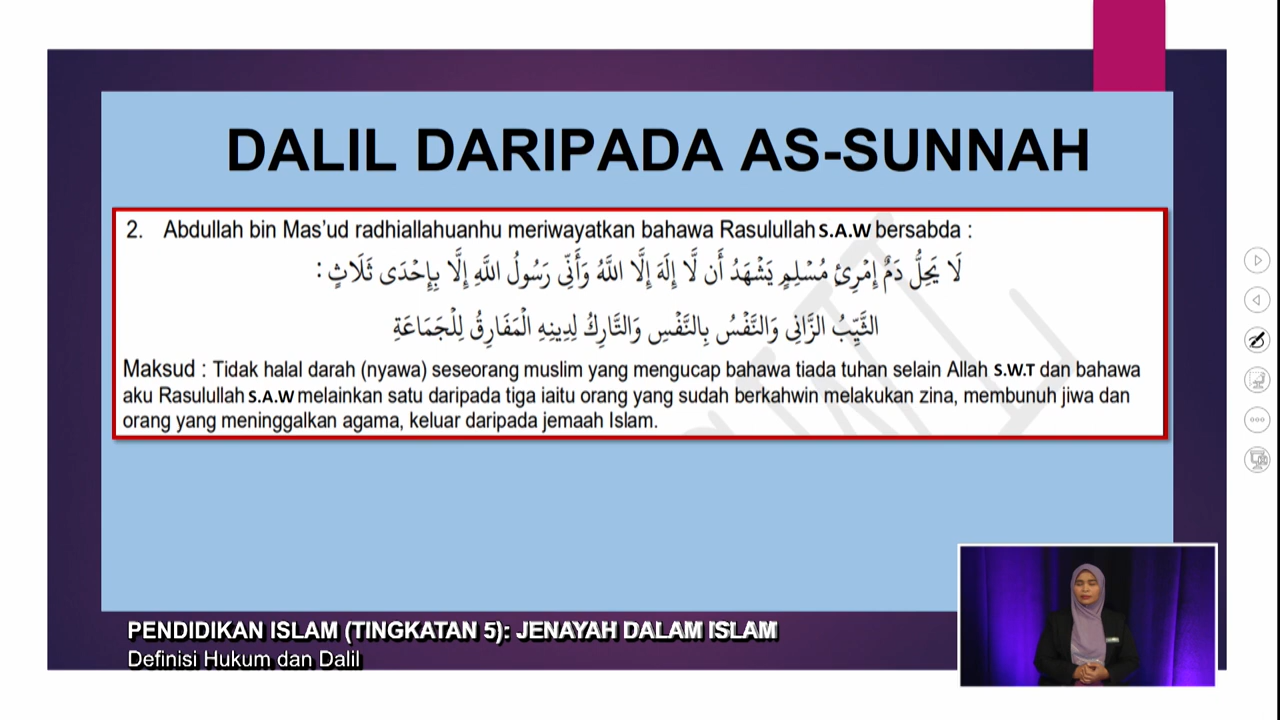 DALIL DARIPADA AS-SUNNAH
2. Abdullah bin Mas'ud radhiallahuanhu meriwayatkan bahawa Rasulullah S.A.W bersabda :
لَا يَحِلُّ دَمُ إِمْرِئٍ مُسْلِمٍ يَشْهَدُ أَن لَّا إِلَهَ إِلَّا اللَّهُ وَأَنِّي رَسُولُ اللَّهِ إِلَّا بِإِحْدَى ثَلَاثٍ :
الثَّيِّبُ الزَّانِي وَالنَّفْسُ بِالنَّفْسِ وَالتَّارِكُ لِدِينِهِ الْمَفَارِقُ لِلْجَمَاعَةِ
Maksud : Tidak halal darah (nyawa) seseorang muslim yang mengucap bahawa tiada tuhan selain Allah S.W.T dan bahawa
aku Rasulullah S.A.W melainkan satu daripada tiga iaitu orang yang sudah berkahwin melakukan zina, membunuh jiwa dan
orang yang meninggalkan agama, keluar daripada jemaah Islam.
PENDIDIKAN ISLAM (TINGKATAN 5): JENAYAH DALAM ISLAM
Definisi Hukum dan Dalil